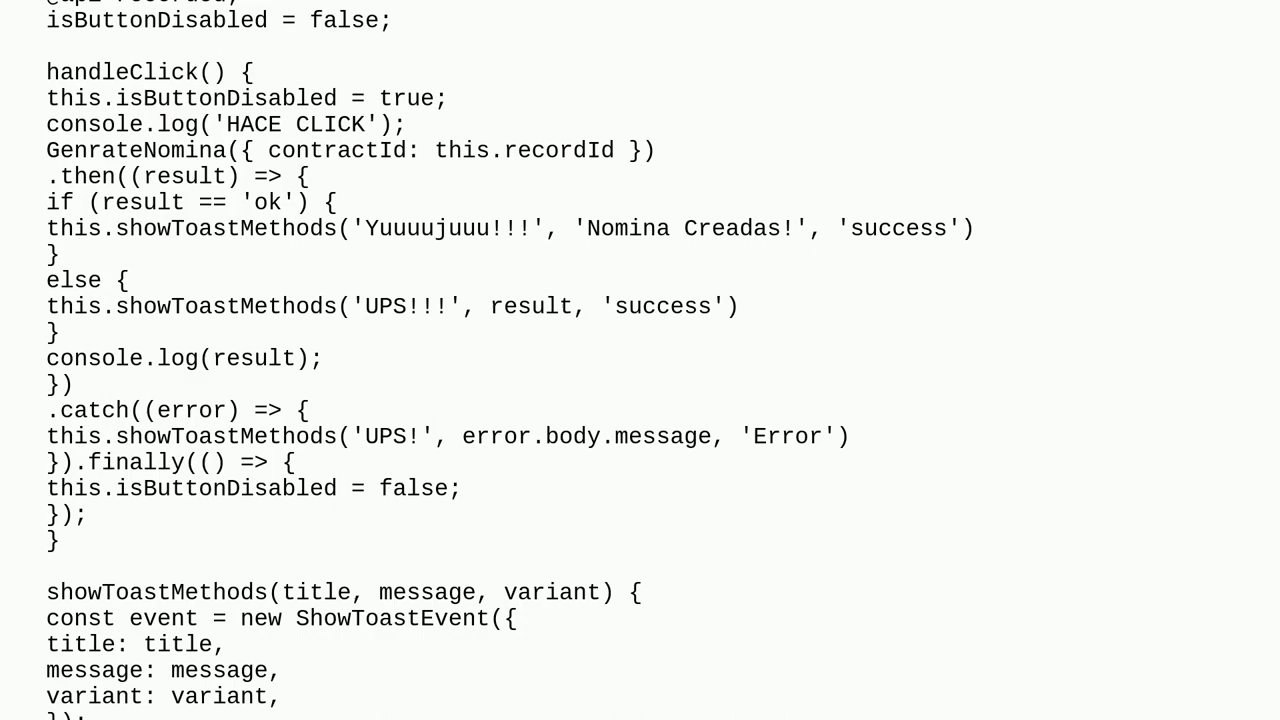 isButtonDisabled = false;
handleClick() {
this.isButtonDisabled = true;
console.log('HACE CLICK');
GenrateNomina({ contractId: this.recordId })
.then((result) => {
if (result == 'ok') {
this.showToastMethods('Yuuuujuuu!!!', 'Nomina Creadas!', 'success')
}
else {
this.showToastMethods('UPS!!!', result, 'success')
}
console.log(result);
})
.catch((error) => {
this.showToastMethods('UPS!', error.body.message, 'Error')
}).finally(() => {
this.isButtonDisabled = false;
});
}
showToastMethods(title, message, variant) {
const event = new ShowToastEvent({
title: title,
message: message,
variant: variant,
});